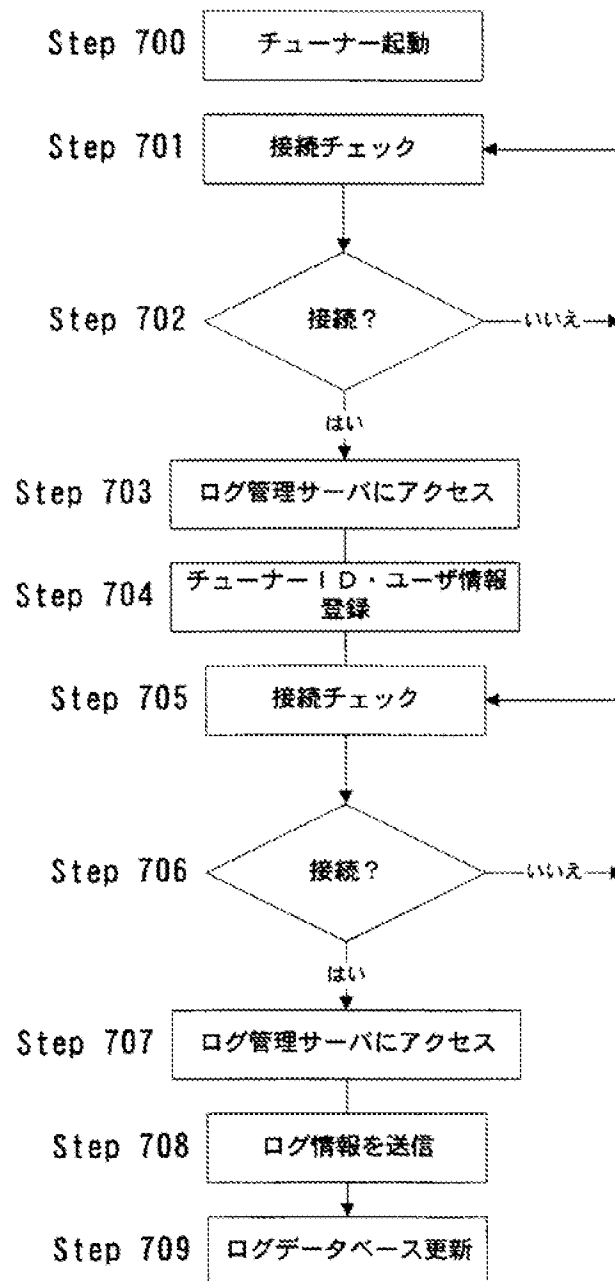 Step 700 チューナー起動
Step 701 接続チェック
Step 702 接続？ いいえ
はい
Step 703 ログ管理サーバにアクセス
Step 704 チューナーＩＤ・ユーザ情報
登録
Step 705 接続チェック
Step 706 接続？ いいえ
はい
Step 707 ログ管理サーバにアクセス
Step 708 ログ情報を送信
Step 709 ログデータベース更新